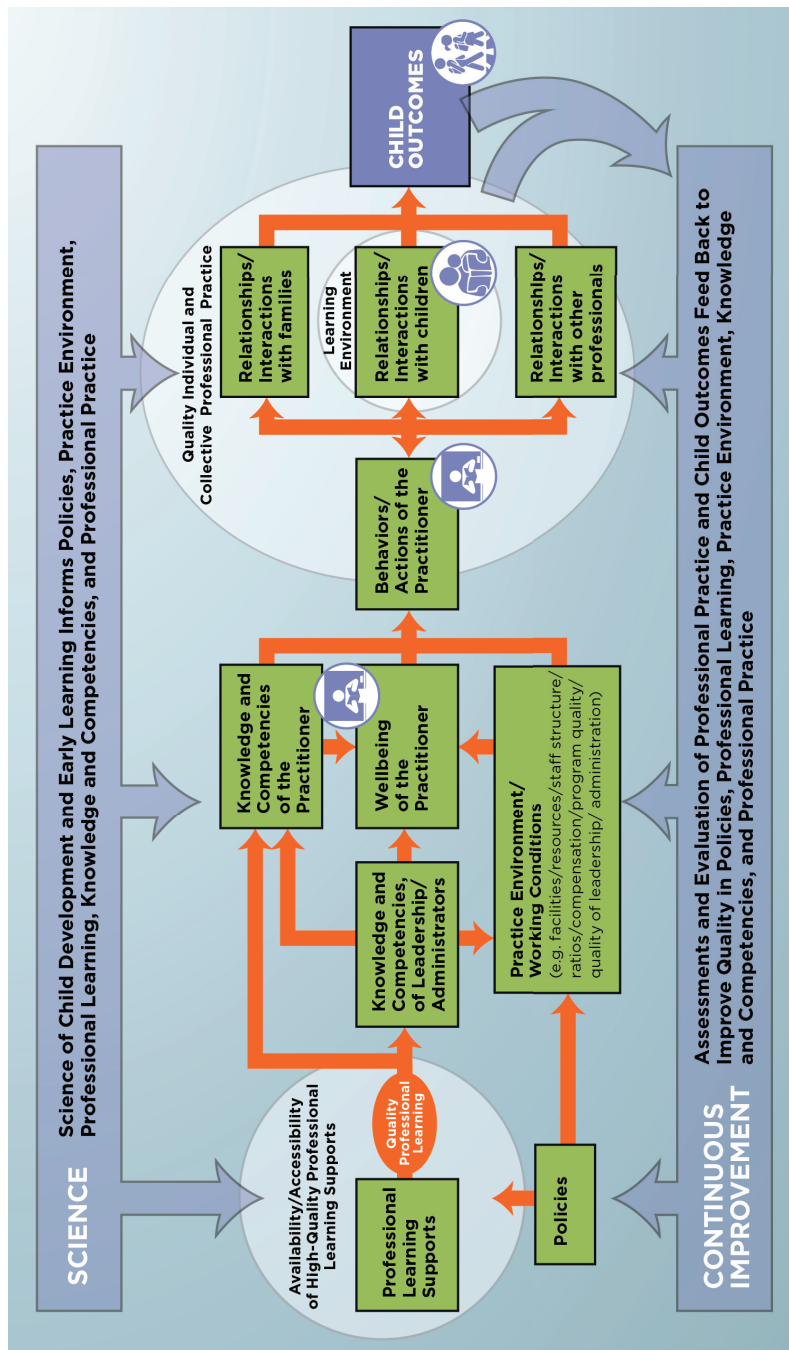 SCIENCE
Science of Child Development and Early Learning Informs Policies, Practice Environment,
Professional Learning, Knowledge and Competencies, and Professional Practice
Availability/Accessibility
of High-Quality Professional
Learning Supports
Professional
Learning
Supports
Quality
Professional
Learning
Policies
Knowledge and
Competencies,
of Leadership/
Administrators
Knowledge and
Competencies
of the
Practitioner
Wellbeing
of the
Practitioner
Practice Environment/
Working Conditions
(e.g. facilities/resources/staff structure/
ratios/compensation/program quality/
quality of leadership/ administration)
Behaviors/
Actions of the
Practitioner
Quality Individual and
Collective Professional Practice
Relationships/
Interactions
with families
Learning
Environment
Relationships/
Interactions
with children
Relationships/
Interactions
with other
professionals
CHILD
OUTCOMES
CONTINUOUS
IMPROVEMENT
Assessments and Evaluation of Professional Practice and Child Outcomes Feed Back to
Improve Quality in Policies, Professional Learning, Practice Environment, Knowledge
and Competencies, and Professional Practice